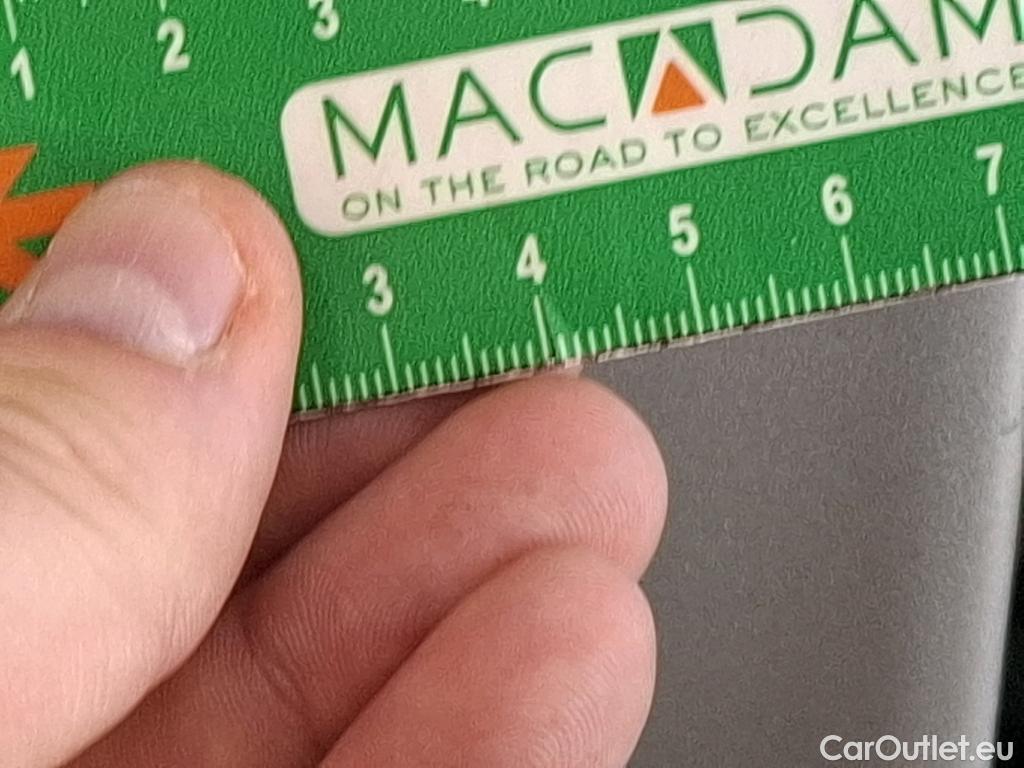 1 2 3
MACADAM
ON THE ROAD TO EXCELLENCE
3 4 5 6 7
CarOutlet.eu